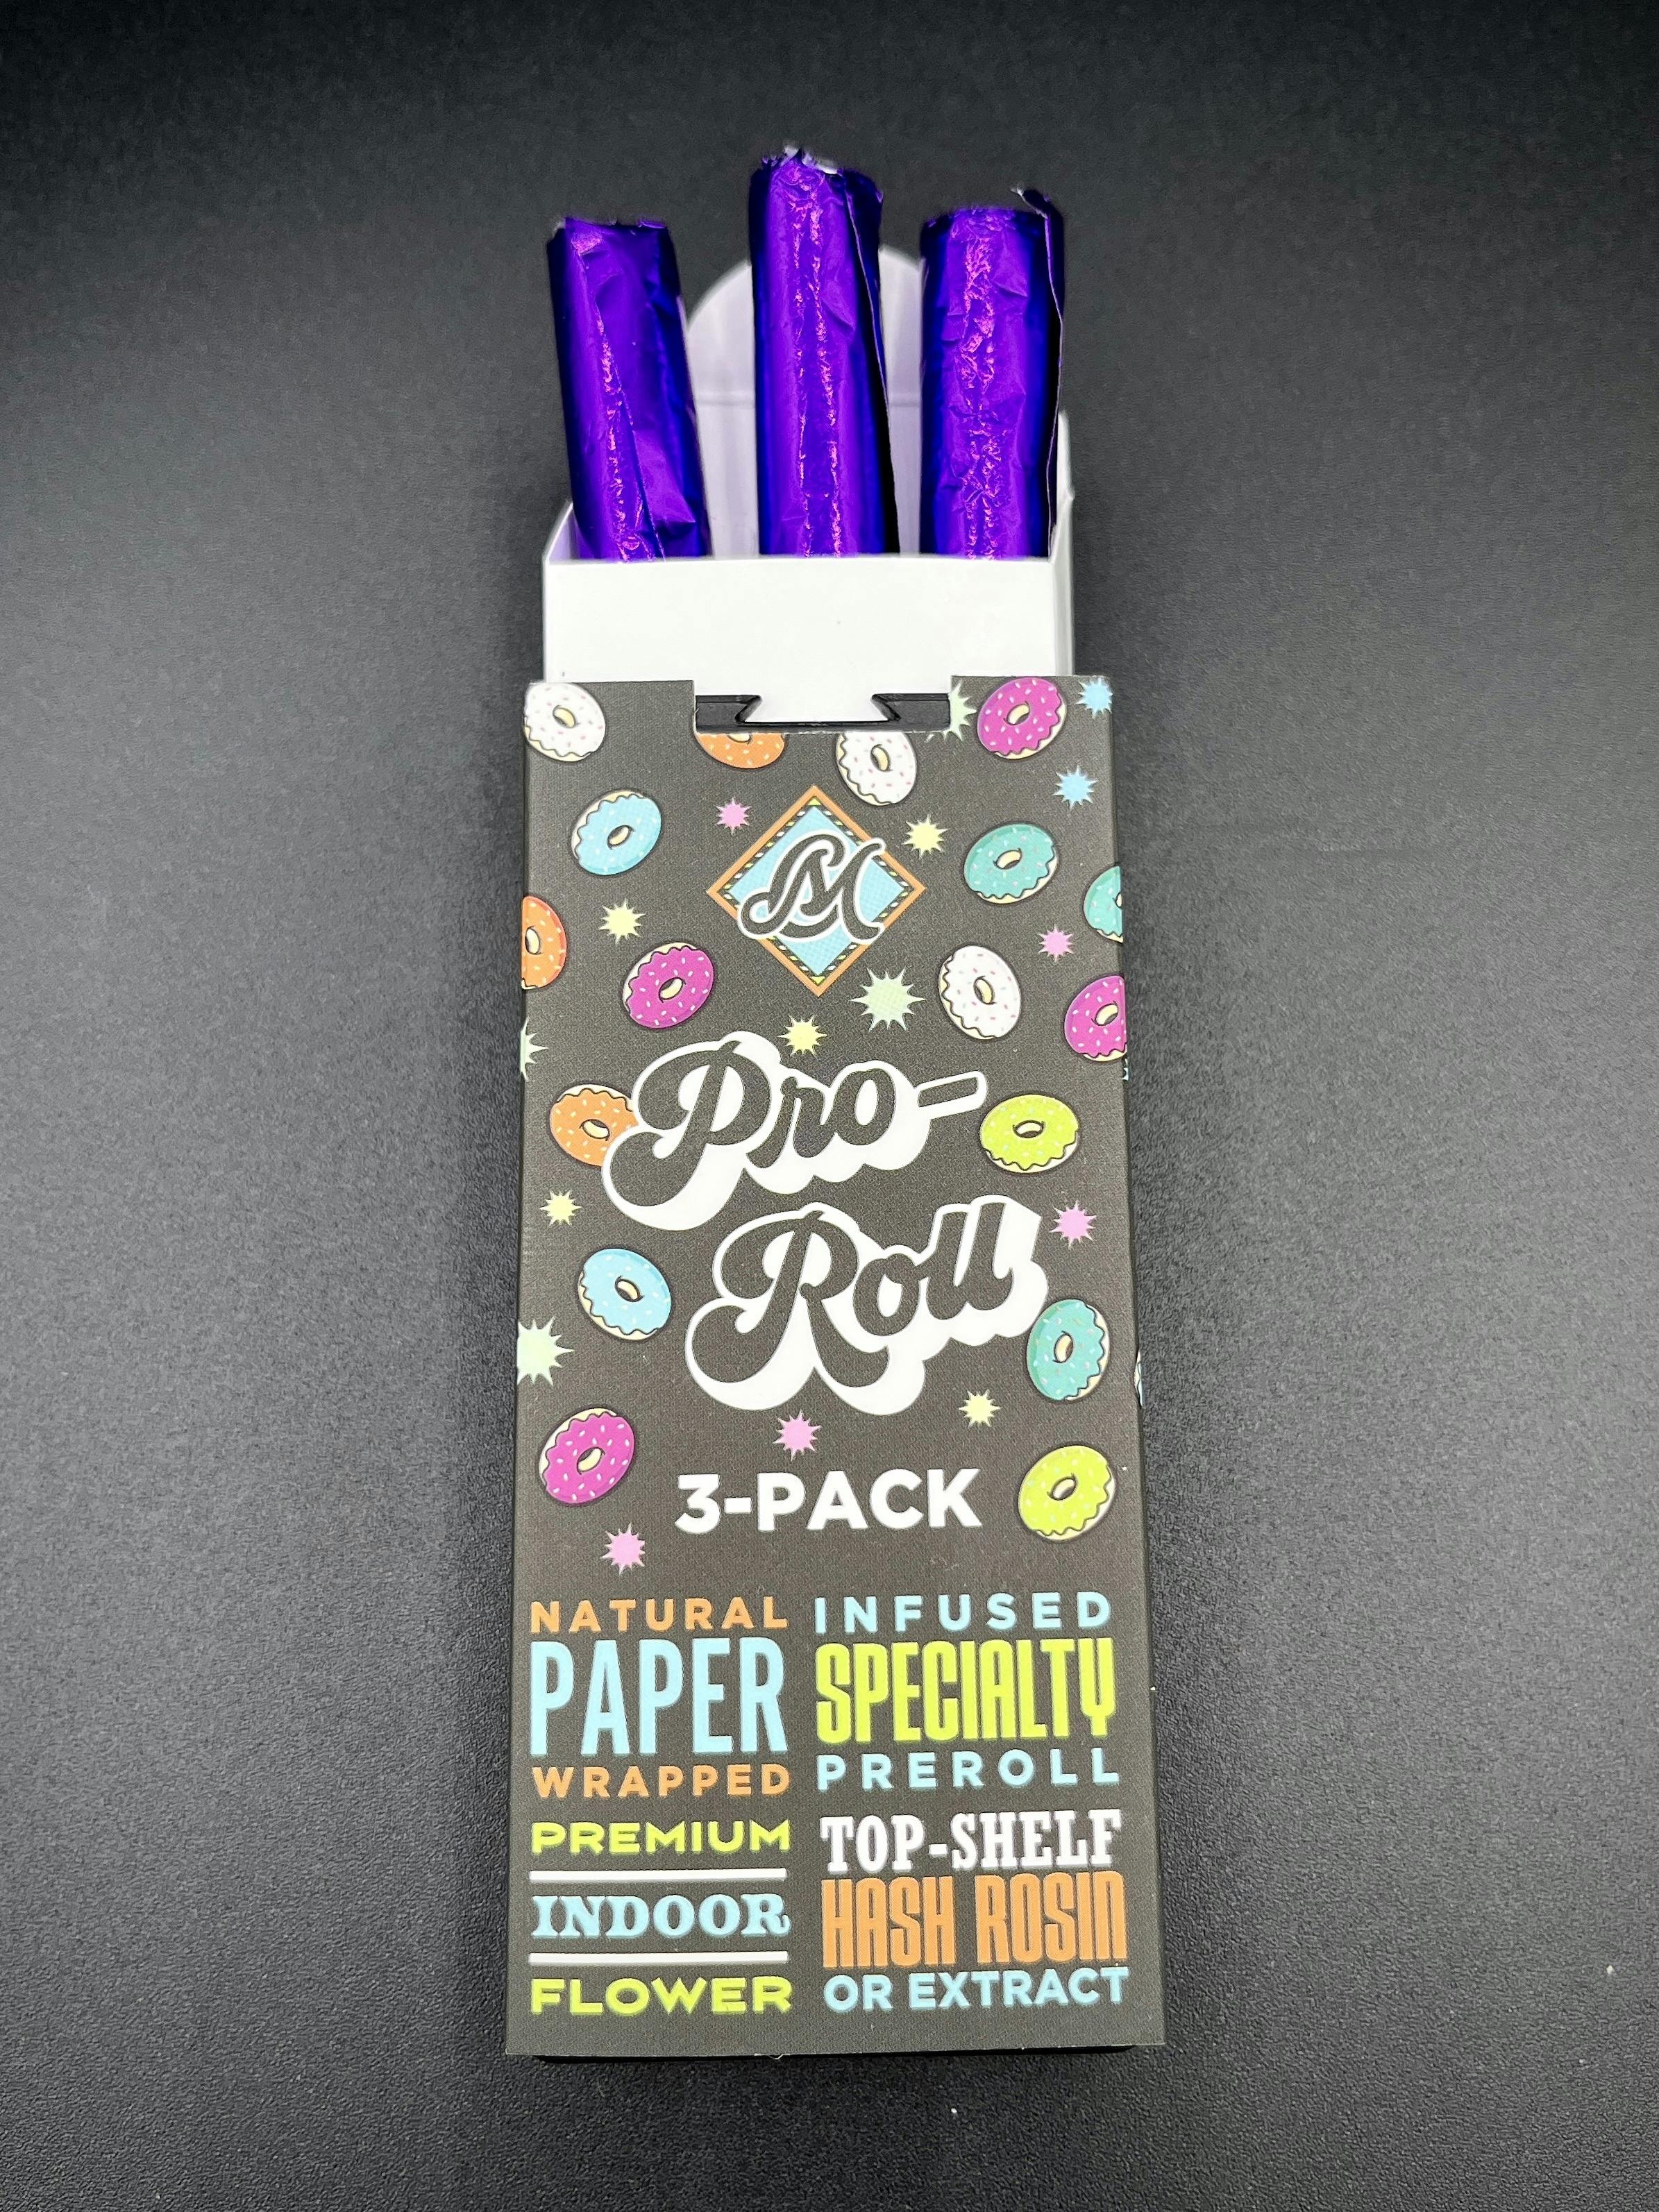 M
Pro-
Roll
3-PACK
NATURAL
PAPER
WRAPPED
PREMIUM
INDOOR
FLOWER
INFUSED
SPECIALTY
PREROLL
TOP-SHELF
HASH ROSIN
OR EXTRACT